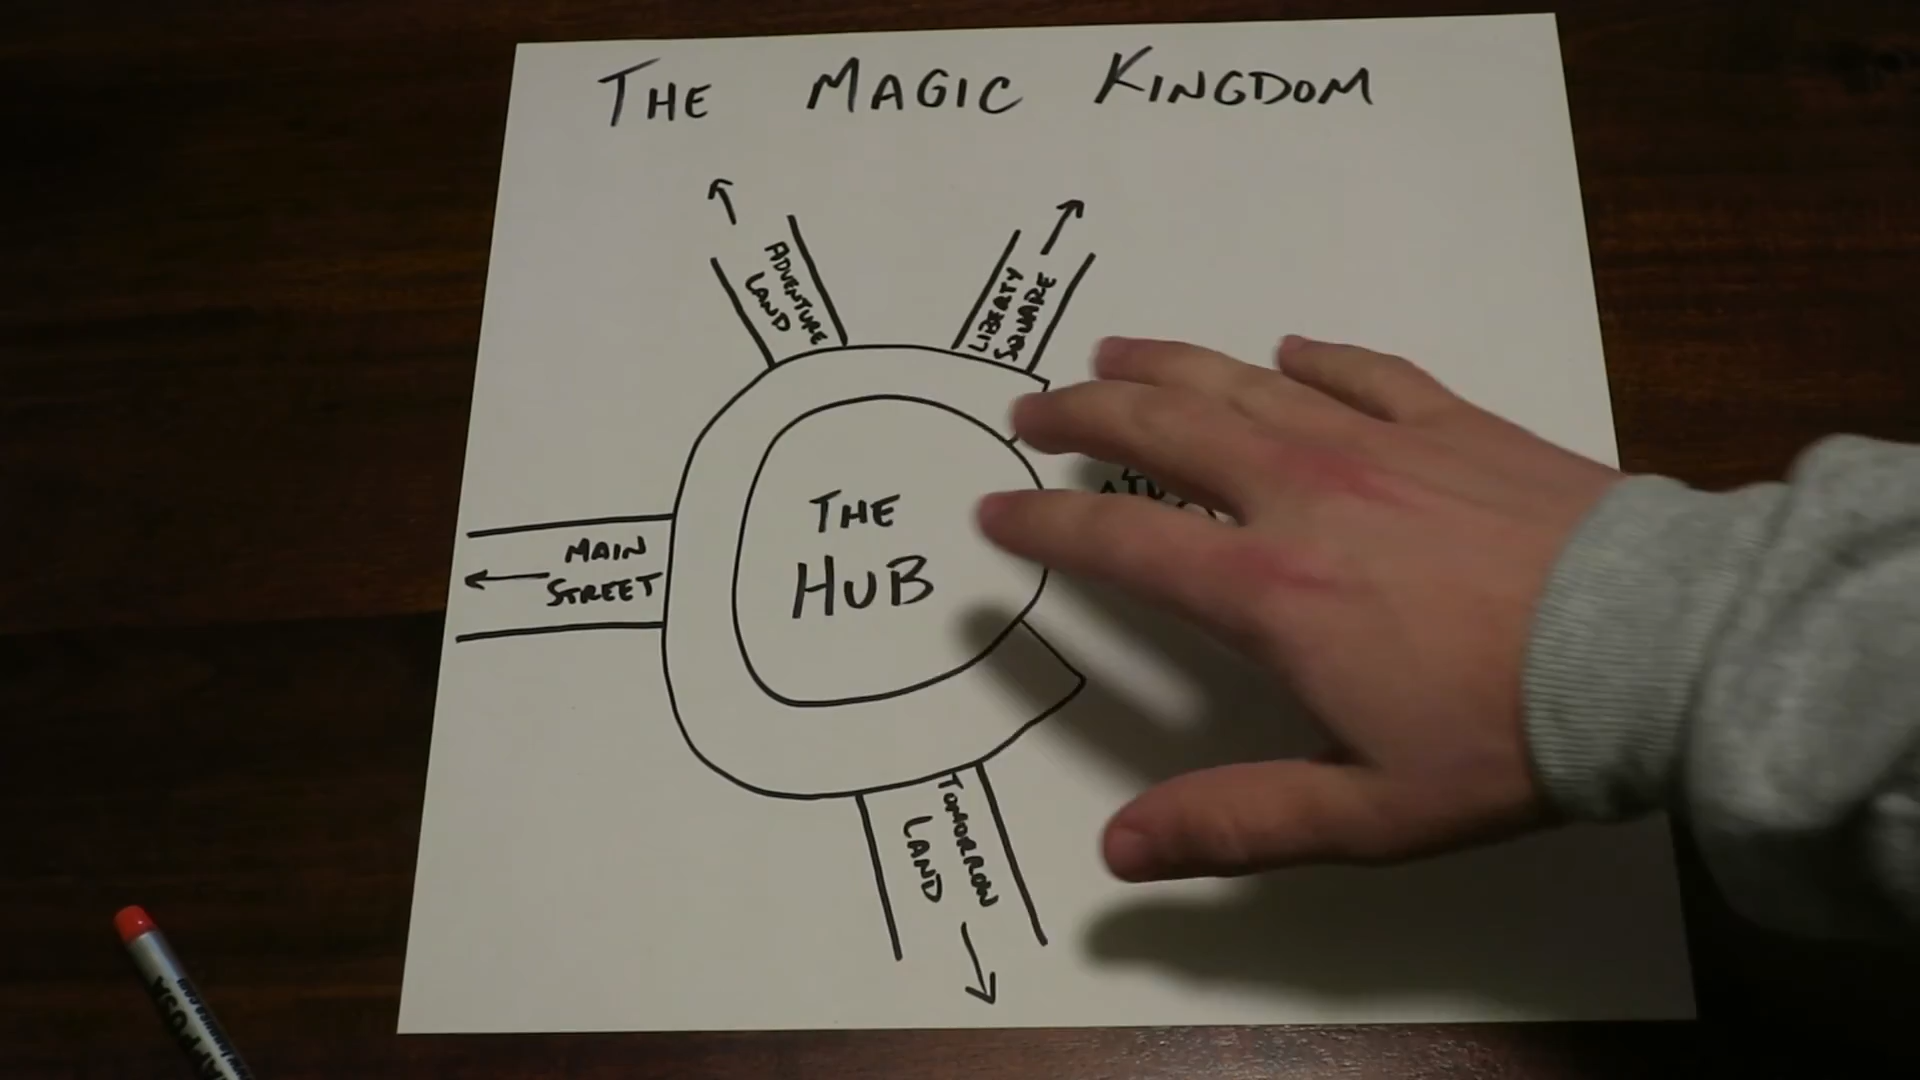 THE MAGIC KINGDOM
ADVENTURE
LAND
LIBERTY
SQUARE
THE
HUB
MAIN
STREET
TOMORROW
LAND